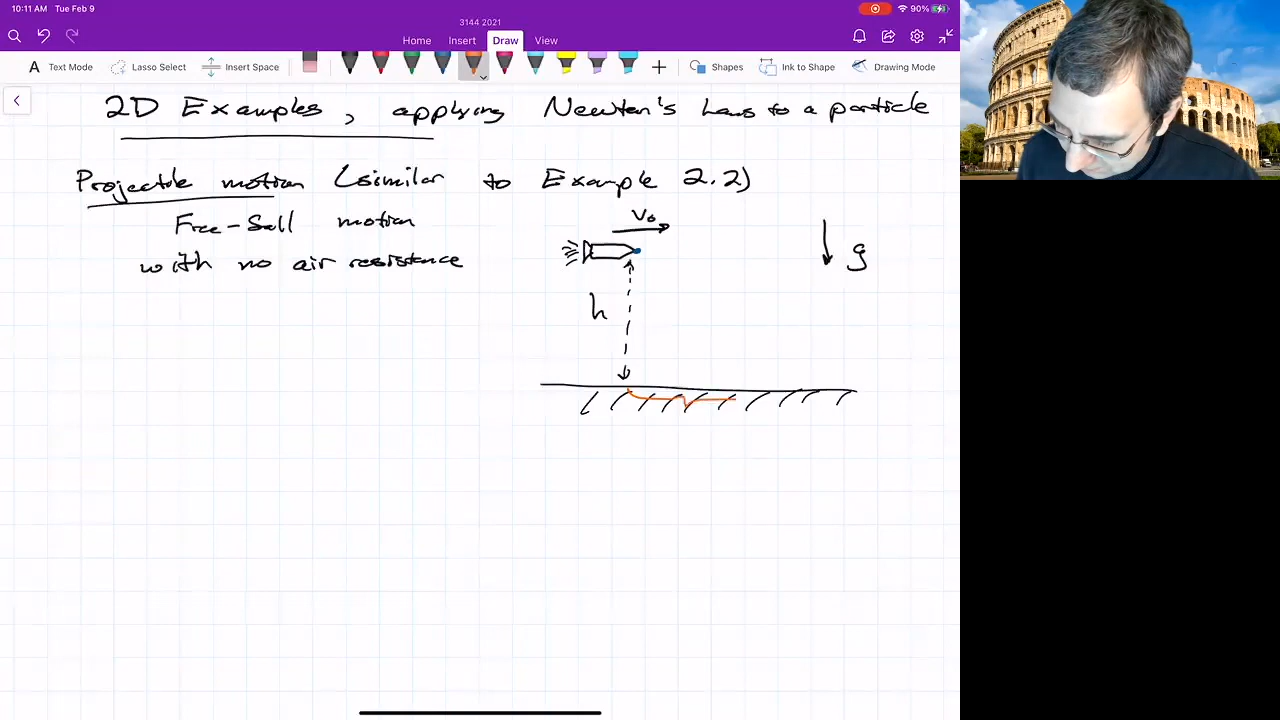 10:11 AM Tue Feb 9
90%
3144 2021
Home Insert Draw View
A Text Mode Lasso Select Insert Space Shapes Ink to Shape Drawing Mode
2D Examples, applying Newton's Laws to a particle
Projectile motion (similar to Example 2.2)
Free-fall motion
with no air resistance
v₀
g
h